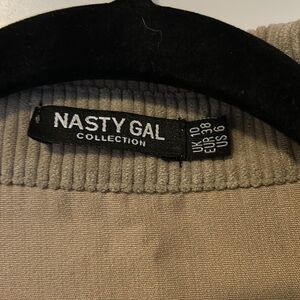 NASTY GAL
COLLECTION
UK 10
EUR 38
US 6